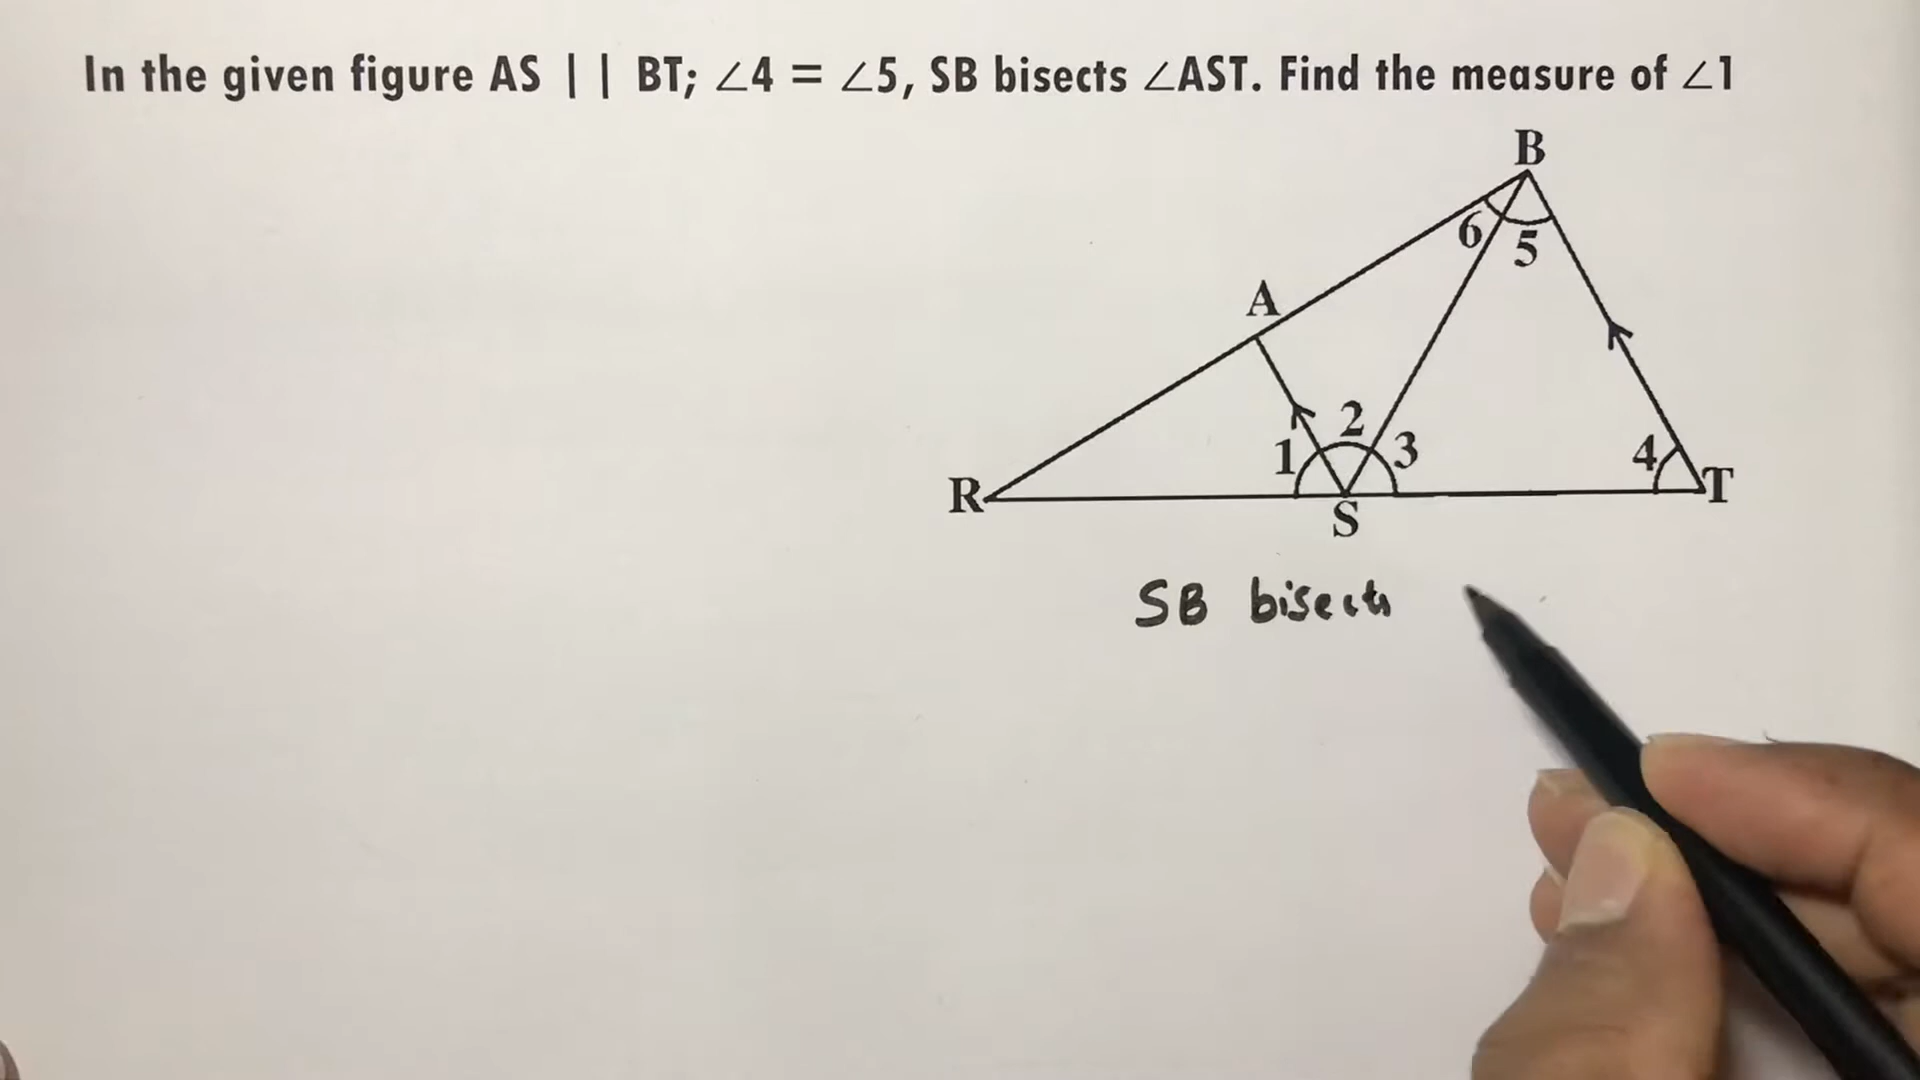 In the given figure AS | | BT; ∠4 = ∠5, SB bisects ∠AST. Find the measure of ∠1
B
6
5
A
2
1
3
4
R
S
T
SB bisects